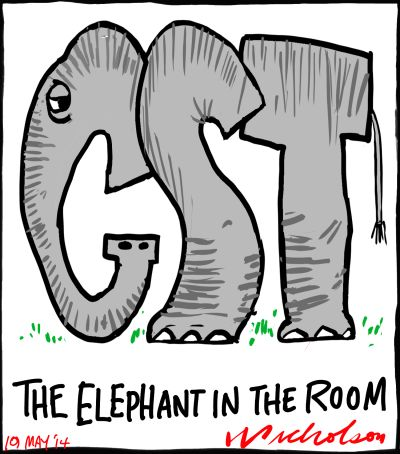 GST
THE ELEPHANT IN THE ROOM
19 MAY '14 Nicholson